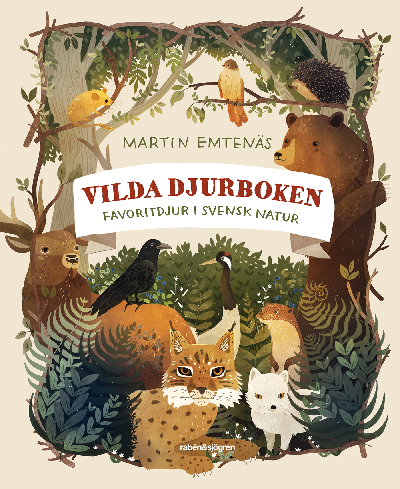 MARTIN EMTENÄS
VILDA DJURBOKEN
FAVORITDJUR I SVENSK NATUR
rabén&sjögren